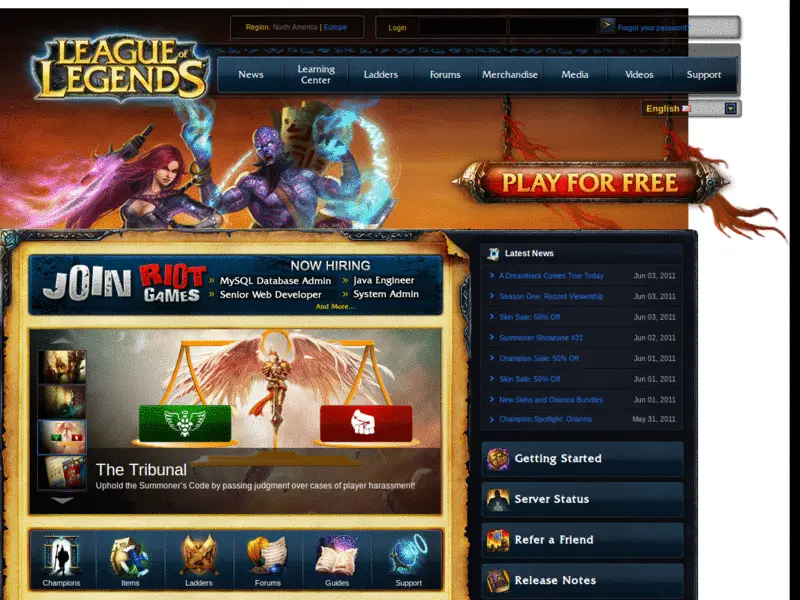 Region: North America | Europe
Login
Forgot your password?
LEAGUE of LEGENDS
News
Learning Center
Ladders
Forums
Merchandise
Media
Videos
Support
English
PLAY FOR FREE
JOIN RIOT GAMES
NOW HIRING
» MySQL Database Admin » Java Engineer
» Senior Web Developer » System Admin
And More...
The Tribunal
Uphold the Summoner's Code by passing judgment over cases of player harassment!
Champions
Items
Ladders
Forums
Guides
Support
Latest News
A Dreamhack Comes True Today Jun 03, 2011
Season One: Record Viewership Jun 03, 2011
Skin Sale: 50% Off Jun 03, 2011
Summoner Showcase #31 Jun 02, 2011
Champion Sale: 50% Off Jun 01, 2011
Skin Sale: 50% Off Jun 01, 2011
New Skins and Orianna Bundles Jun 01, 2011
Champion Spotlight: Orianna May 31, 2011
Getting Started
Server Status
Refer a Friend
Release Notes